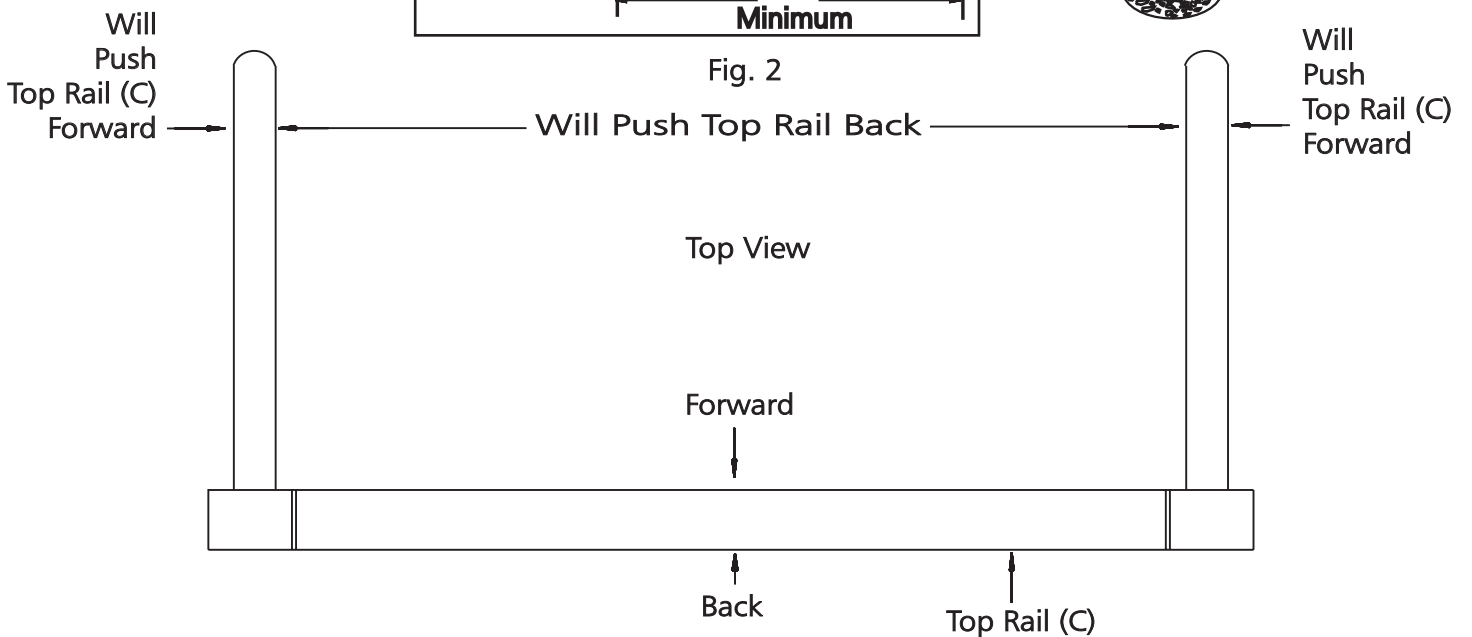 Minimum
Fig. 2
Will
Push
Top Rail (C)
Forward
Will Push Top Rail Back
Will
Push
Top Rail (C)
Forward
Top View
Forward
Back
Top Rail (C)